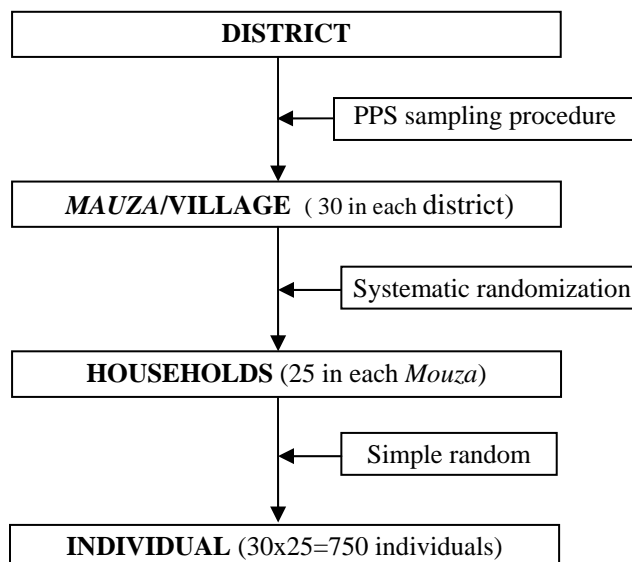 DISTRICT
PPS sampling procedure
MAUZA/VILLAGE ( 30 in each district)
Systematic randomization
HOUSEHOLDS (25 in each Mouza)
Simple random
INDIVIDUAL (30x25=750 individuals)